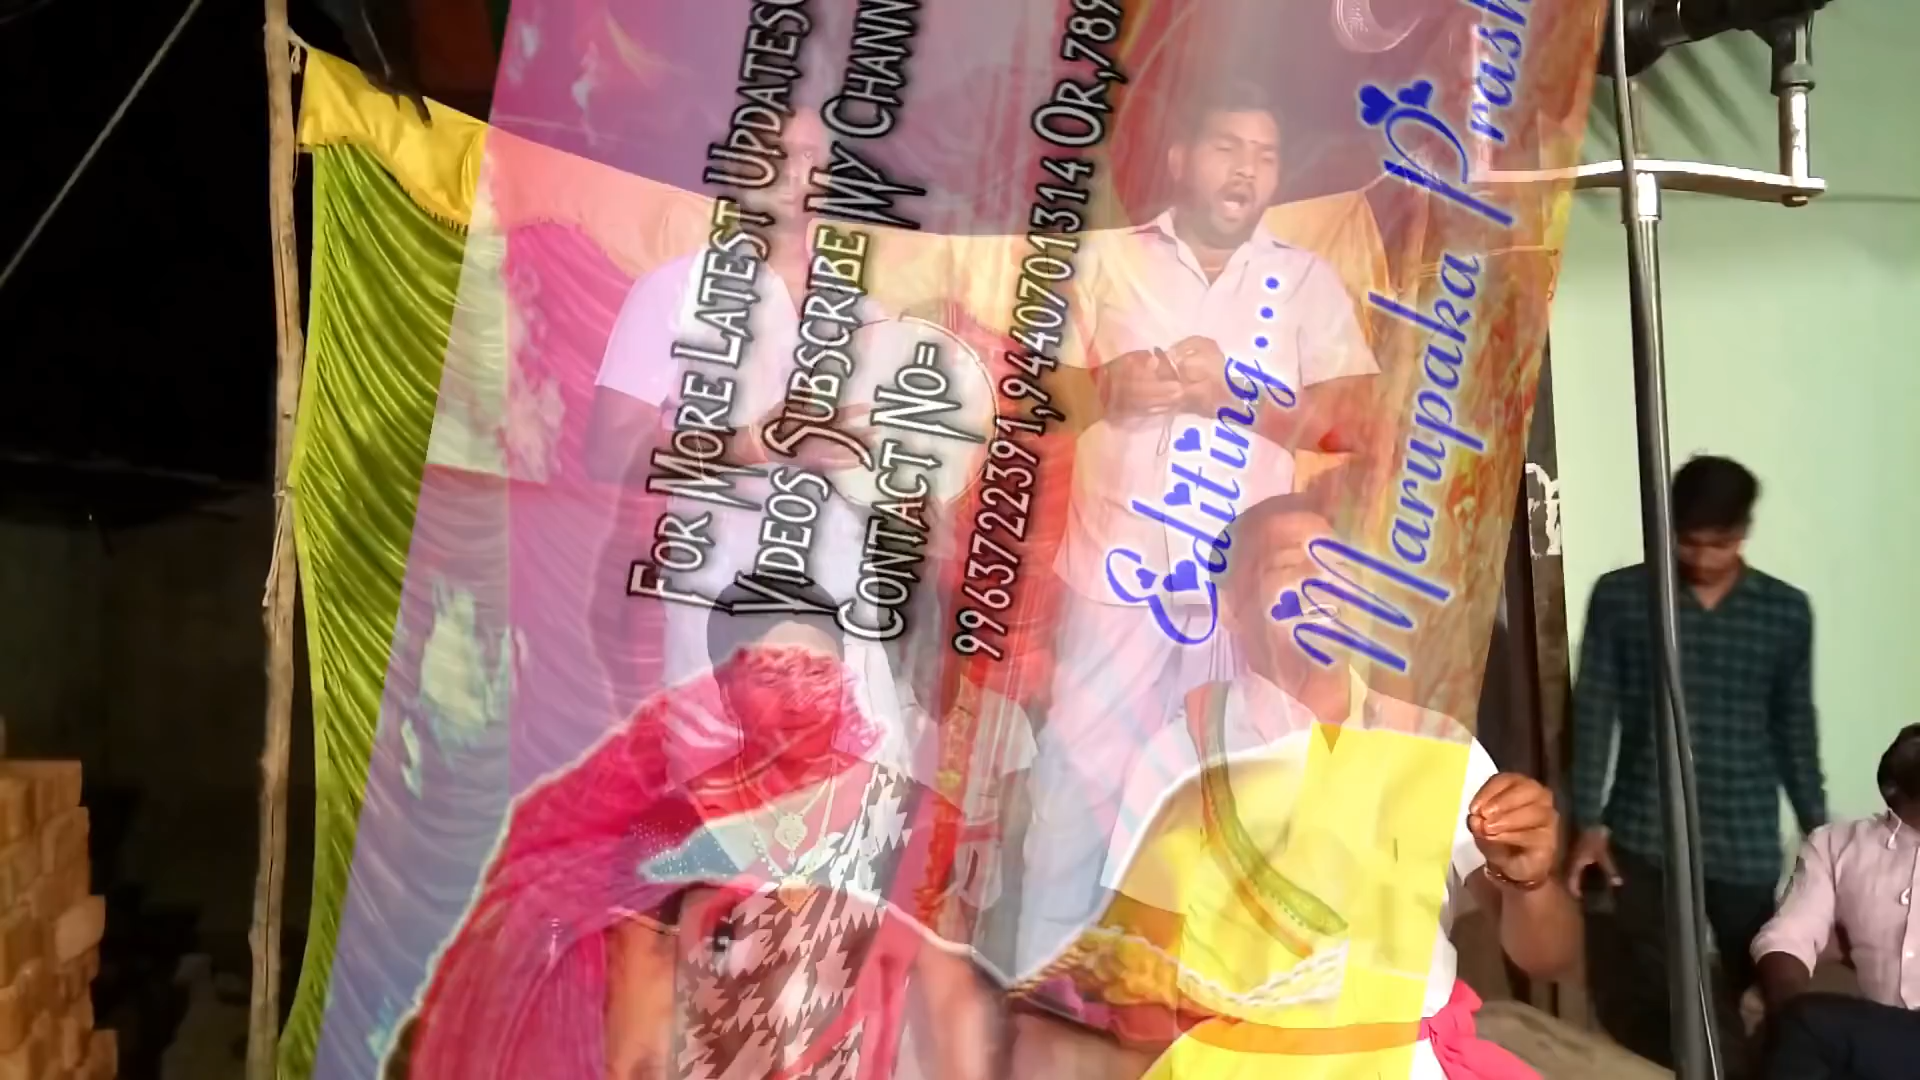 For More Latest Updates
Videos Subscribe My Chann
Contact No=
9963722391,9440701314 Or,789
Editing...
Marupaka Prash